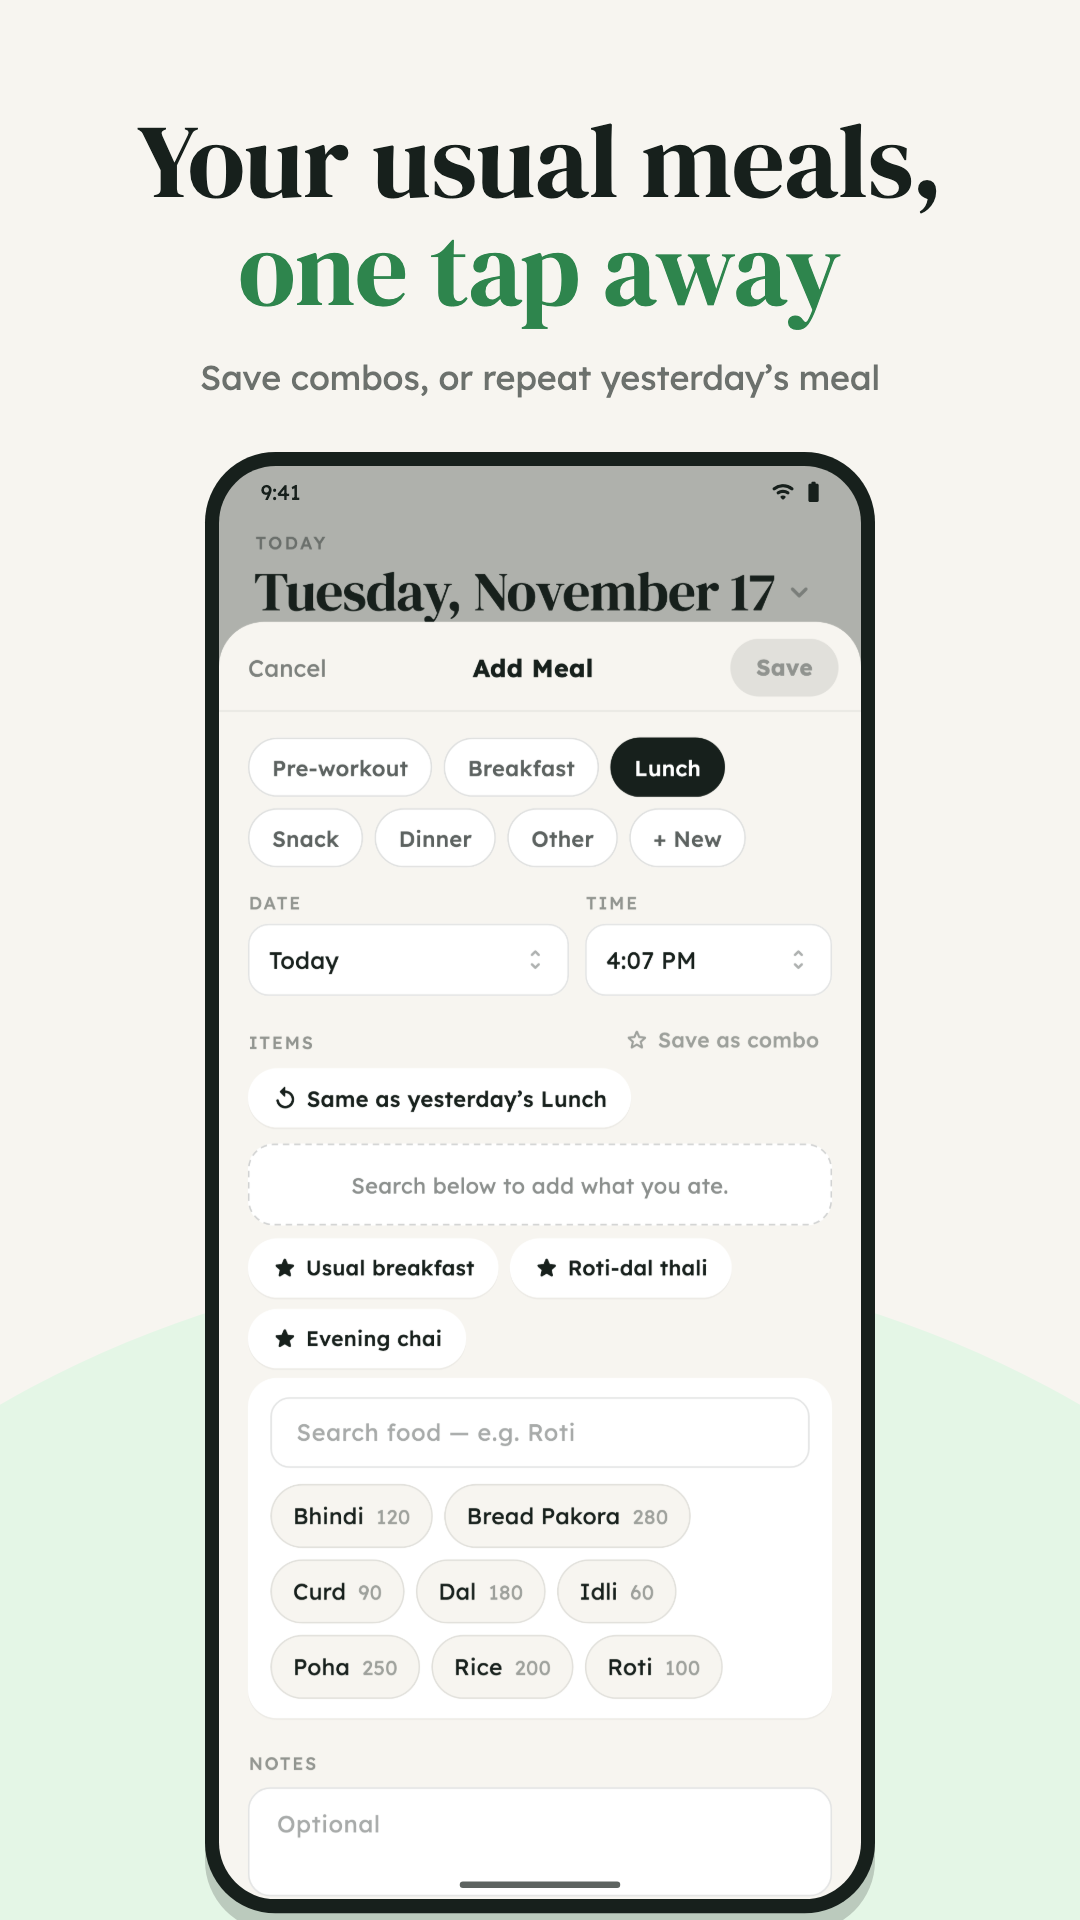 Your usual meals,
one tap away
Save combos, or repeat yesterday’s meal
9:41
TODAY
Tuesday, November 17
Cancel Add Meal Save
Pre-workout Breakfast Lunch
Snack Dinner Other + New
DATE TIME
Today 4:07 PM
ITEMS Save as combo
Same as yesterday’s Lunch
Search below to add what you ate.
Usual breakfast Roti-dal thali
Evening chai
Search food — e.g. Roti
Bhindi 120 Bread Pakora 280
Curd 90 Dal 180 Idli 60
Poha 250 Rice 200 Roti 100
NOTES
Optional